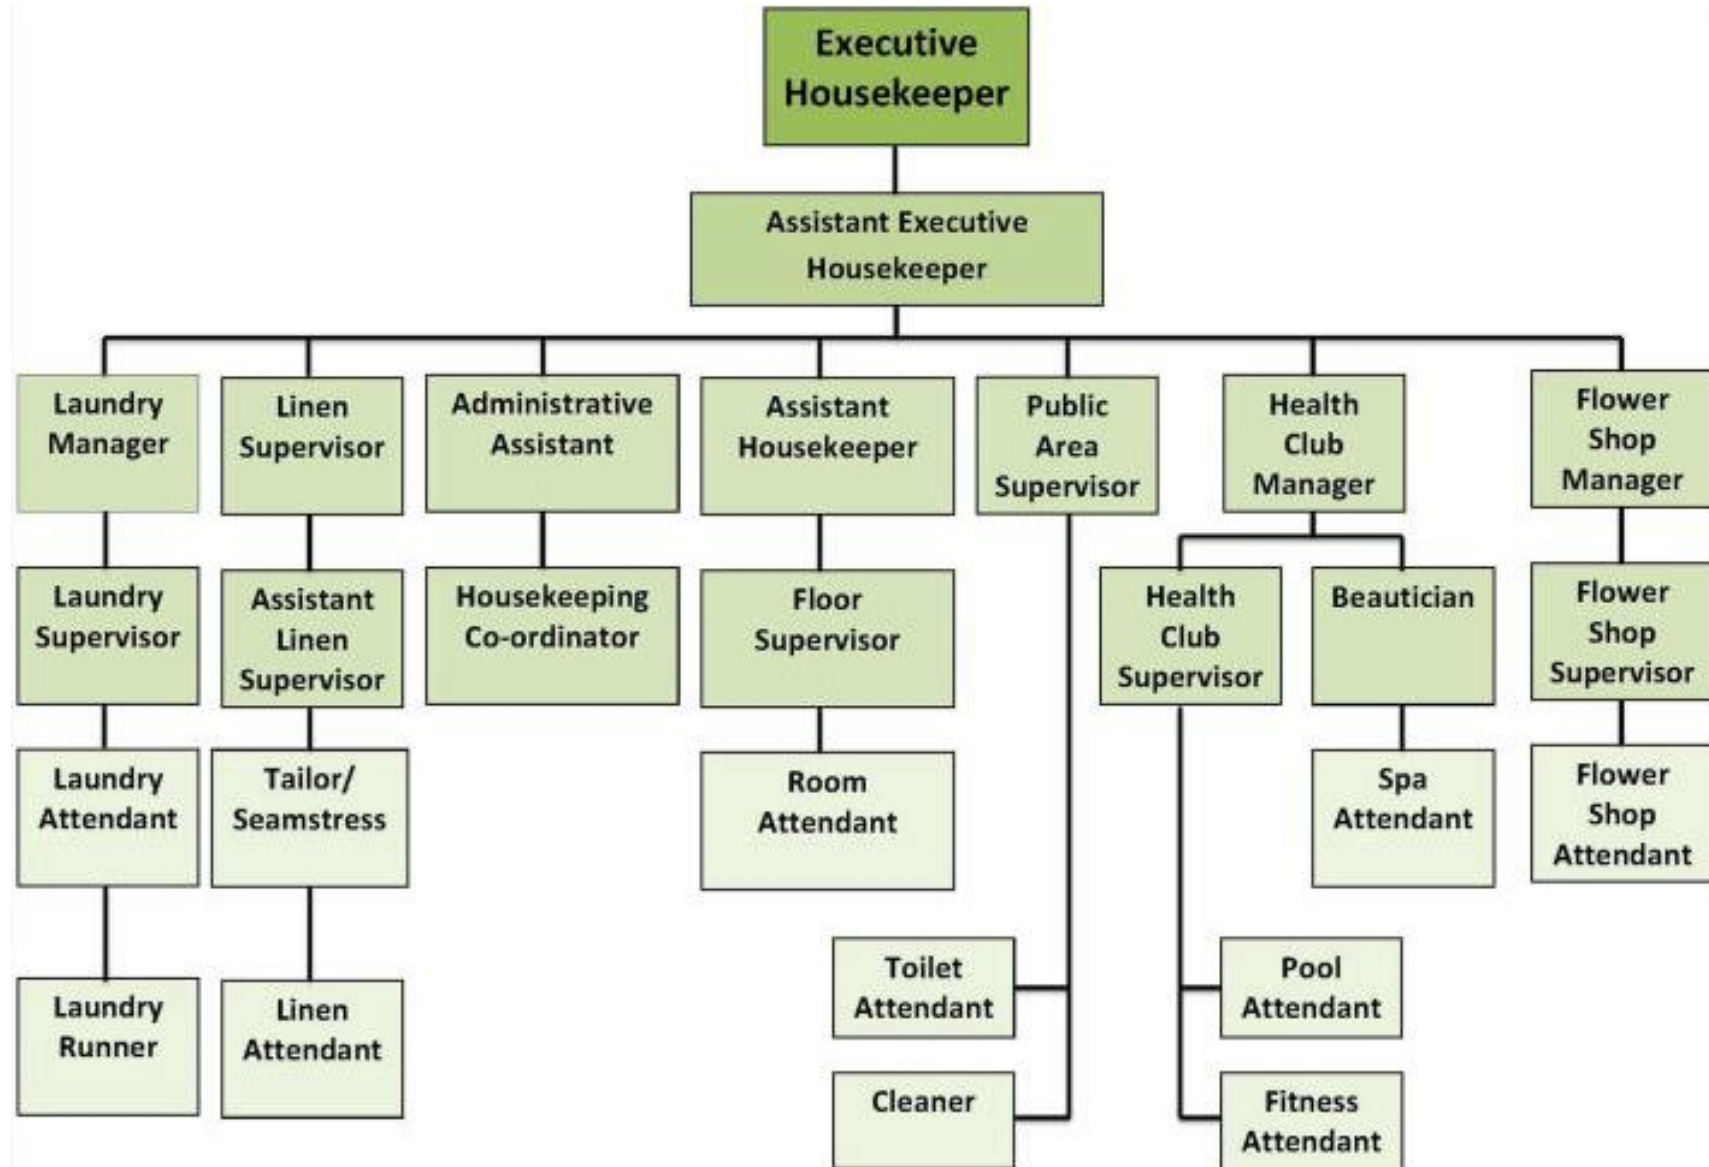 Executive
Housekeeper
Assistant Executive
Housekeeper
Laundry
Manager
Linen
Supervisor
Administrative
Assistant
Assistant
Housekeeper
Public
Area
Supervisor
Health
Club
Manager
Flower
Shop
Manager
Laundry
Supervisor
Assistant
Linen
Supervisor
Housekeeping
Co-ordinator
Floor
Supervisor
Health
Club
Supervisor
Beautician
Flower
Shop
Supervisor
Laundry
Attendant
Tailor/
Seamstress
Room
Attendant
Spa
Attendant
Flower
Shop
Attendant
Laundry
Runner
Linen
Attendant
Toilet
Attendant
Pool
Attendant
Cleaner
Fitness
Attendant